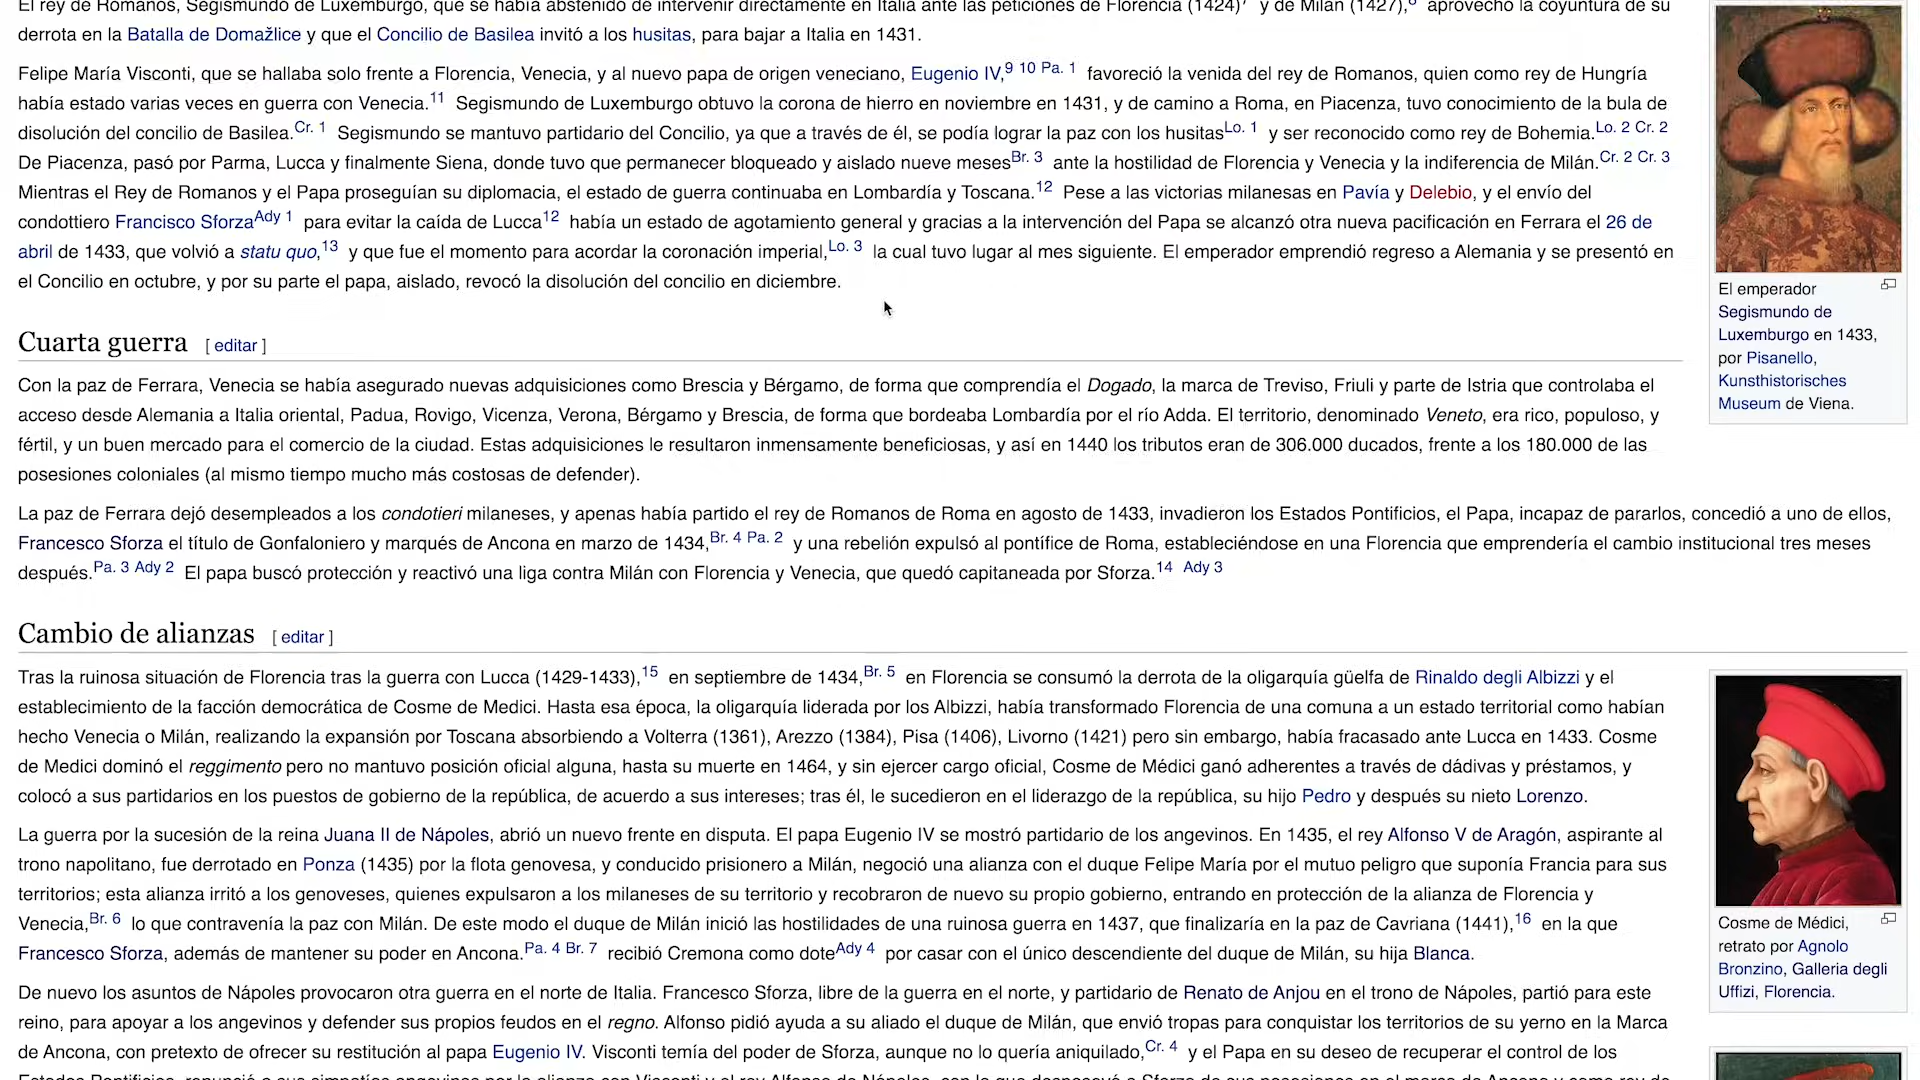 El rey de Romanos, Segismundo de Luxemburgo, que se había abstenido de intervenir directamente en Italia ante las peticiones de Florencia (1424)7 y de Milán (1427),8 aprovechó la coyuntura de su
derrota en la Batalla de Domažlice y que el Concilio de Basilea invitó a los husitas, para bajar a Italia en 1431.
Felipe María Visconti, que se hallaba solo frente a Florencia, Venecia, y al nuevo papa de origen veneciano, Eugenio IV,9 10 Pa. 1 favoreció la venida del rey de Romanos, quien como rey de Hungría
había estado varias veces en guerra con Venecia.11 Segismundo de Luxemburgo obtuvo la corona de hierro en noviembre en 1431, y de camino a Roma, en Piacenza, tuvo conocimiento de la bula de
disolución del concilio de Basilea.Cr. 1 Segismundo se mantuvo partidario del Concilio, ya que a través de él, se podía lograr la paz con los husitasLo. 1 y ser reconocido como rey de Bohemia.Lo. 2 Cr. 2
De Piacenza, pasó por Parma, Lucca y finalmente Siena, donde tuvo que permanecer bloqueado y aislado nueve mesesBr. 3 ante la hostilidad de Florencia y Venecia y la indiferencia de Milán.Cr. 2 Cr. 3
Mientras el Rey de Romanos y el Papa proseguían su diplomacia, el estado de guerra continuaba en Lombardía y Toscana.12 Pese a las victorias milanesas en Pavía y Delebio, y el envío del
condottiero Francisco SforzaAdy 1 para evitar la caída de Lucca12 había un estado de agotamiento general y gracias a la intervención del Papa se alcanzó otra nueva pacificación en Ferrara el 26 de
abril de 1433, que volvió a statu quo,13 y que fue el momento para acordar la coronación imperial,Lo. 3 la cual tuvo lugar al mes siguiente. El emperador emprendió regreso a Alemania y se presentó en
el Concilio en octubre, y por su parte el papa, aislado, revocó la disolución del concilio en diciembre.
El emperador
Segismundo de
Luxemburgo en 1433,
por Pisanello,
Kunsthistorisches
Museum de Viena.
Cuarta guerra [ editar ]
Con la paz de Ferrara, Venecia se había asegurado nuevas adquisiciones como Brescia y Bérgamo, de forma que comprendía el Dogado, la marca de Treviso, Friuli y parte de Istria que controlaba el
acceso desde Alemania a Italia oriental, Padua, Rovigo, Vicenza, Verona, Bérgamo y Brescia, de forma que bordeaba Lombardía por el río Adda. El territorio, denominado Veneto, era rico, populoso, y
fértil, y un buen mercado para el comercio de la ciudad. Estas adquisiciones le resultaron inmensamente beneficiosas, y así en 1440 los tributos eran de 306.000 ducados, frente a los 180.000 de las
posesiones coloniales (al mismo tiempo mucho más costosas de defender).
La paz de Ferrara dejó desempleados a los condotieri milaneses, y apenas había partido el rey de Romanos de Roma en agosto de 1433, invadieron los Estados Pontificios, el Papa, incapaz de pararlos, concedió a uno de ellos,
Francesco Sforza el título de Gonfaloniero y marqués de Ancona en marzo de 1434,Br. 4 Pa. 2 y una rebelión expulsó al pontífice de Roma, estableciéndose en una Florencia que emprendería el cambio institucional tres meses
después.Pa. 3 Ady 2 El papa buscó protección y reactivó una liga contra Milán con Florencia y Venecia, que quedó capitaneada por Sforza.14 Ady 3
Cambio de alianzas [ editar ]
Tras la ruinosa situación de Florencia tras la guerra con Lucca (1429-1433),15 en septiembre de 1434,Br. 5 en Florencia se consumó la derrota de la oligarquía güelfa de Rinaldo degli Albizzi y el
establecimiento de la facción democrática de Cosme de Medici. Hasta esa época, la oligarquía liderada por los Albizzi, había transformado Florencia de una comuna a un estado territorial como habían
hecho Venecia o Milán, realizando la expansión por Toscana absorbiendo a Volterra (1361), Arezzo (1384), Pisa (1406), Livorno (1421) pero sin embargo, había fracasado ante Lucca en 1433. Cosme
de Medici dominó el reggimento pero no mantuvo posición oficial alguna, hasta su muerte en 1464, y sin ejercer cargo oficial, Cosme de Médici ganó adherentes a través de dádivas y préstamos, y
colocó a sus partidarios en los puestos de gobierno de la república, de acuerdo a sus intereses; tras él, le sucedieron en el liderazgo de la república, su hijo Pedro y después su nieto Lorenzo.
La guerra por la sucesión de la reina Juana II de Nápoles, abrió un nuevo frente en disputa. El papa Eugenio IV se mostró partidario de los angevinos. En 1435, el rey Alfonso V de Aragón, aspirante al
trono napolitano, fue derrotado en Ponza (1435) por la flota genovesa, y conducido prisionero a Milán, negoció una alianza con el duque Felipe María por el mutuo peligro que suponía Francia para sus
territorios; esta alianza irritó a los genoveses, quienes expulsaron a los milaneses de su territorio y recobraron de nuevo su propio gobierno, entrando en protección de la alianza de Florencia y
Venecia,Br. 6 lo que contravenía la paz con Milán. De este modo el duque de Milán inició las hostilidades de una ruinosa guerra en 1437, que finalizaría en la paz de Cavriana (1441),16 en la que
Francesco Sforza, además de mantener su poder en Ancona.Pa. 4 Br. 7 recibió Cremona como doteAdy 4 por casar con el único descendiente del duque de Milán, su hija Blanca.
Cosme de Médici,
retrato por Agnolo
Bronzino, Galleria degli
Uffizi, Florencia.
De nuevo los asuntos de Nápoles provocaron otra guerra en el norte de Italia. Francesco Sforza, libre de la guerra en el norte, y partidario de Renato de Anjou en el trono de Nápoles, partió para este
reino, para apoyar a los angevinos y defender sus propios feudos en el regno. Alfonso pidió ayuda a su aliado el duque de Milán, que envió tropas para conquistar los territorios de su yerno en la Marca
de Ancona, con pretexto de ofrecer su restitución al papa Eugenio IV. Visconti temía del poder de Sforza, aunque no lo quería aniquilado,Cr. 4 y el Papa en su deseo de recuperar el control de los